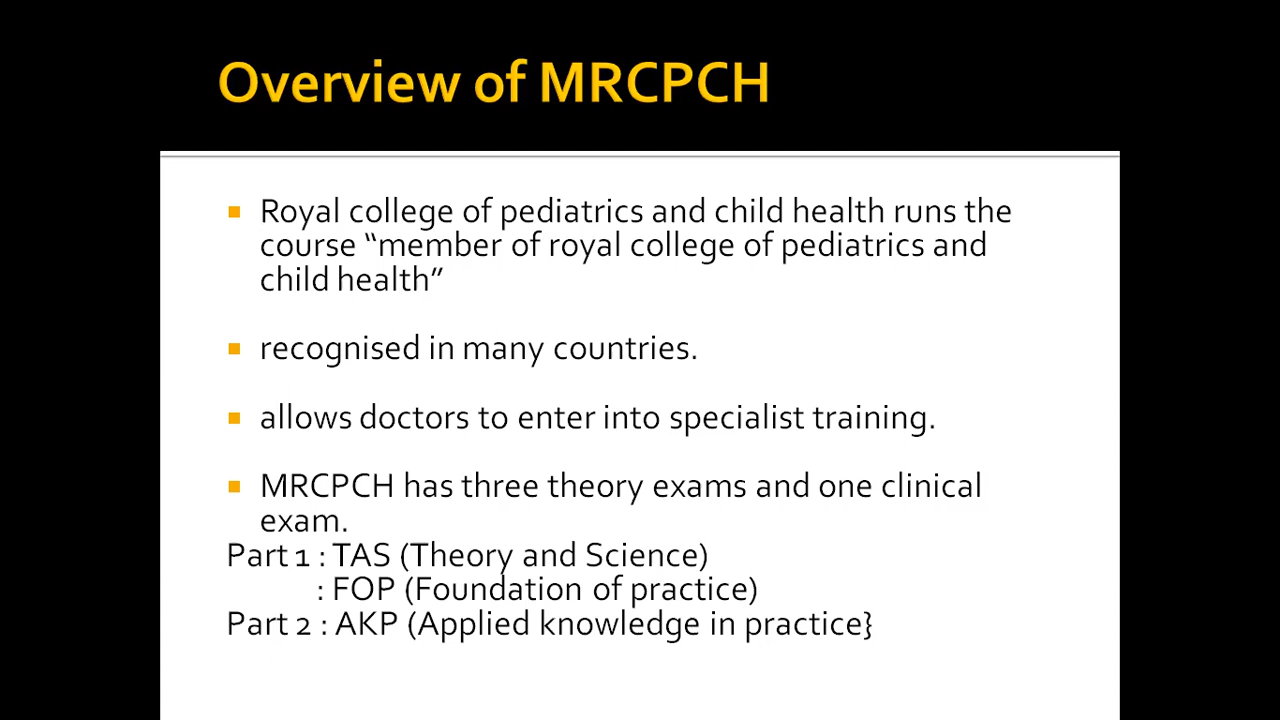 Overview of MRCPCH
Royal college of pediatrics and child health runs the
course “member of royal college of pediatrics and
child health”
recognised in many countries.
allows doctors to enter into specialist training.
MRCPCH has three theory exams and one clinical
exam.
Part 1 : TAS (Theory and Science)
: FOP (Foundation of practice)
Part 2 : AKP (Applied knowledge in practice}